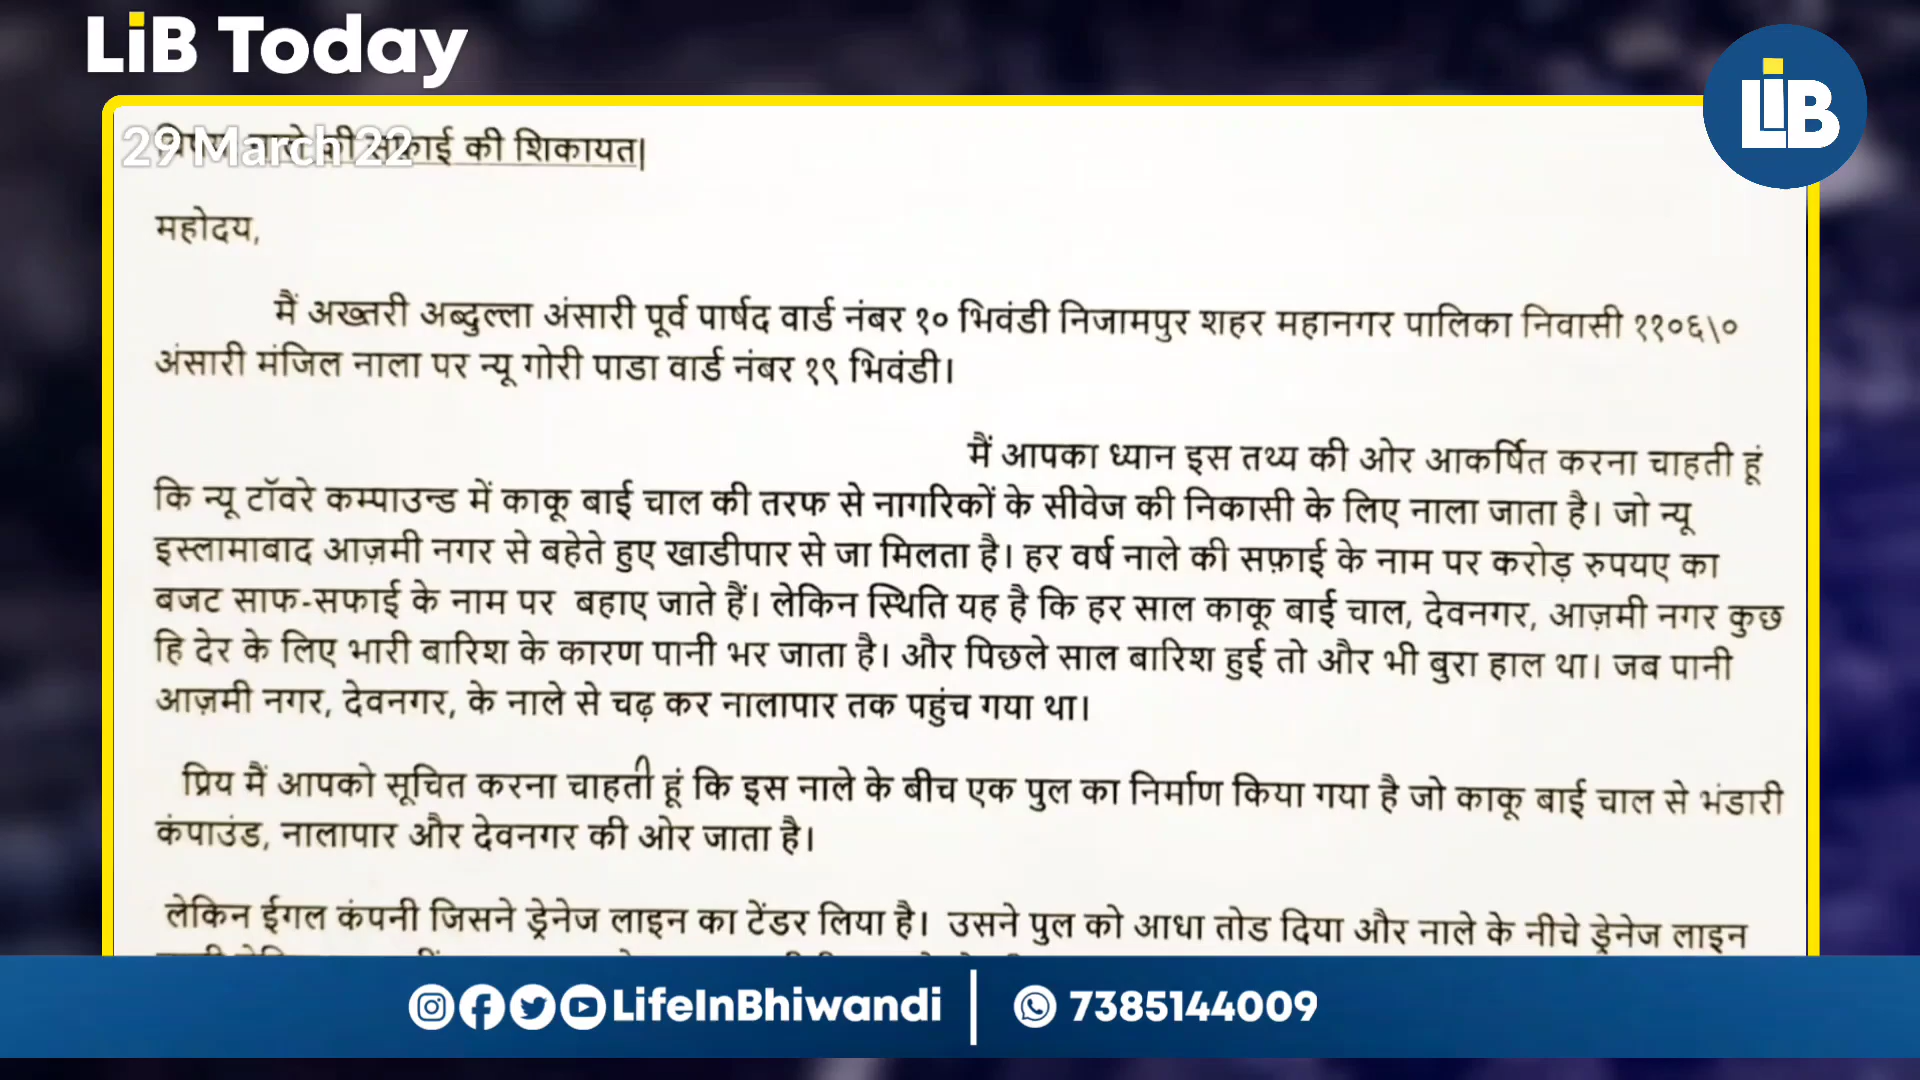 LiB Today
LiB
29 March 22
सफाई की शिकायत|
महोदय,
मैं अख्तरी अब्दुल्ला अंसारी पूर्व पार्षद वार्ड नंबर १० भिवंडी निजामपुर शहर महानगर पालिका निवासी ११०६\०
अंसारी मंजिल नाला पर न्यू गोरी पाडा वार्ड नंबर १९ भिवंडी।
मैं आपका ध्यान इस तथ्य की ओर आकर्षित करना चाहती हूं
कि न्यू टॉवरे कम्पाउन्ड में काकू बाई चाल की तरफ से नागरिकों के सीवेज की निकासी के लिए नाला जाता है। जो न्यू
इस्लामाबाद आज़मी नगर से बहेते हुए खाडीपार से जा मिलता है। हर वर्ष नाले की सफ़ाई के नाम पर करोड़ रुपयए का
बजट साफ-सफाई के नाम पर बहाए जाते हैं। लेकिन स्थिति यह है कि हर साल काकू बाई चाल, देवनगर, आज़मी नगर कुछ
हि देर के लिए भारी बारिश के कारण पानी भर जाता है। और पिछले साल बारिश हुई तो और भी बुरा हाल था। जब पानी
आज़मी नगर, देवनगर, के नाले से चढ़ कर नालापार तक पहुंच गया था।
प्रिय मैं आपको सूचित करना चाहती हूं कि इस नाले के बीच एक पुल का निर्माण किया गया है जो काकू बाई चाल से भंडारी
कंपाउंड, नालापार और देवनगर की ओर जाता है।
लेकिन ईगल कंपनी जिसने ड्रेनेज लाइन का टेंडर लिया है। उसने पुल को आधा तोड दिया और नाले के नीचे ड्रेनेज लाइन
LifeInBhiwandi | 7385144009